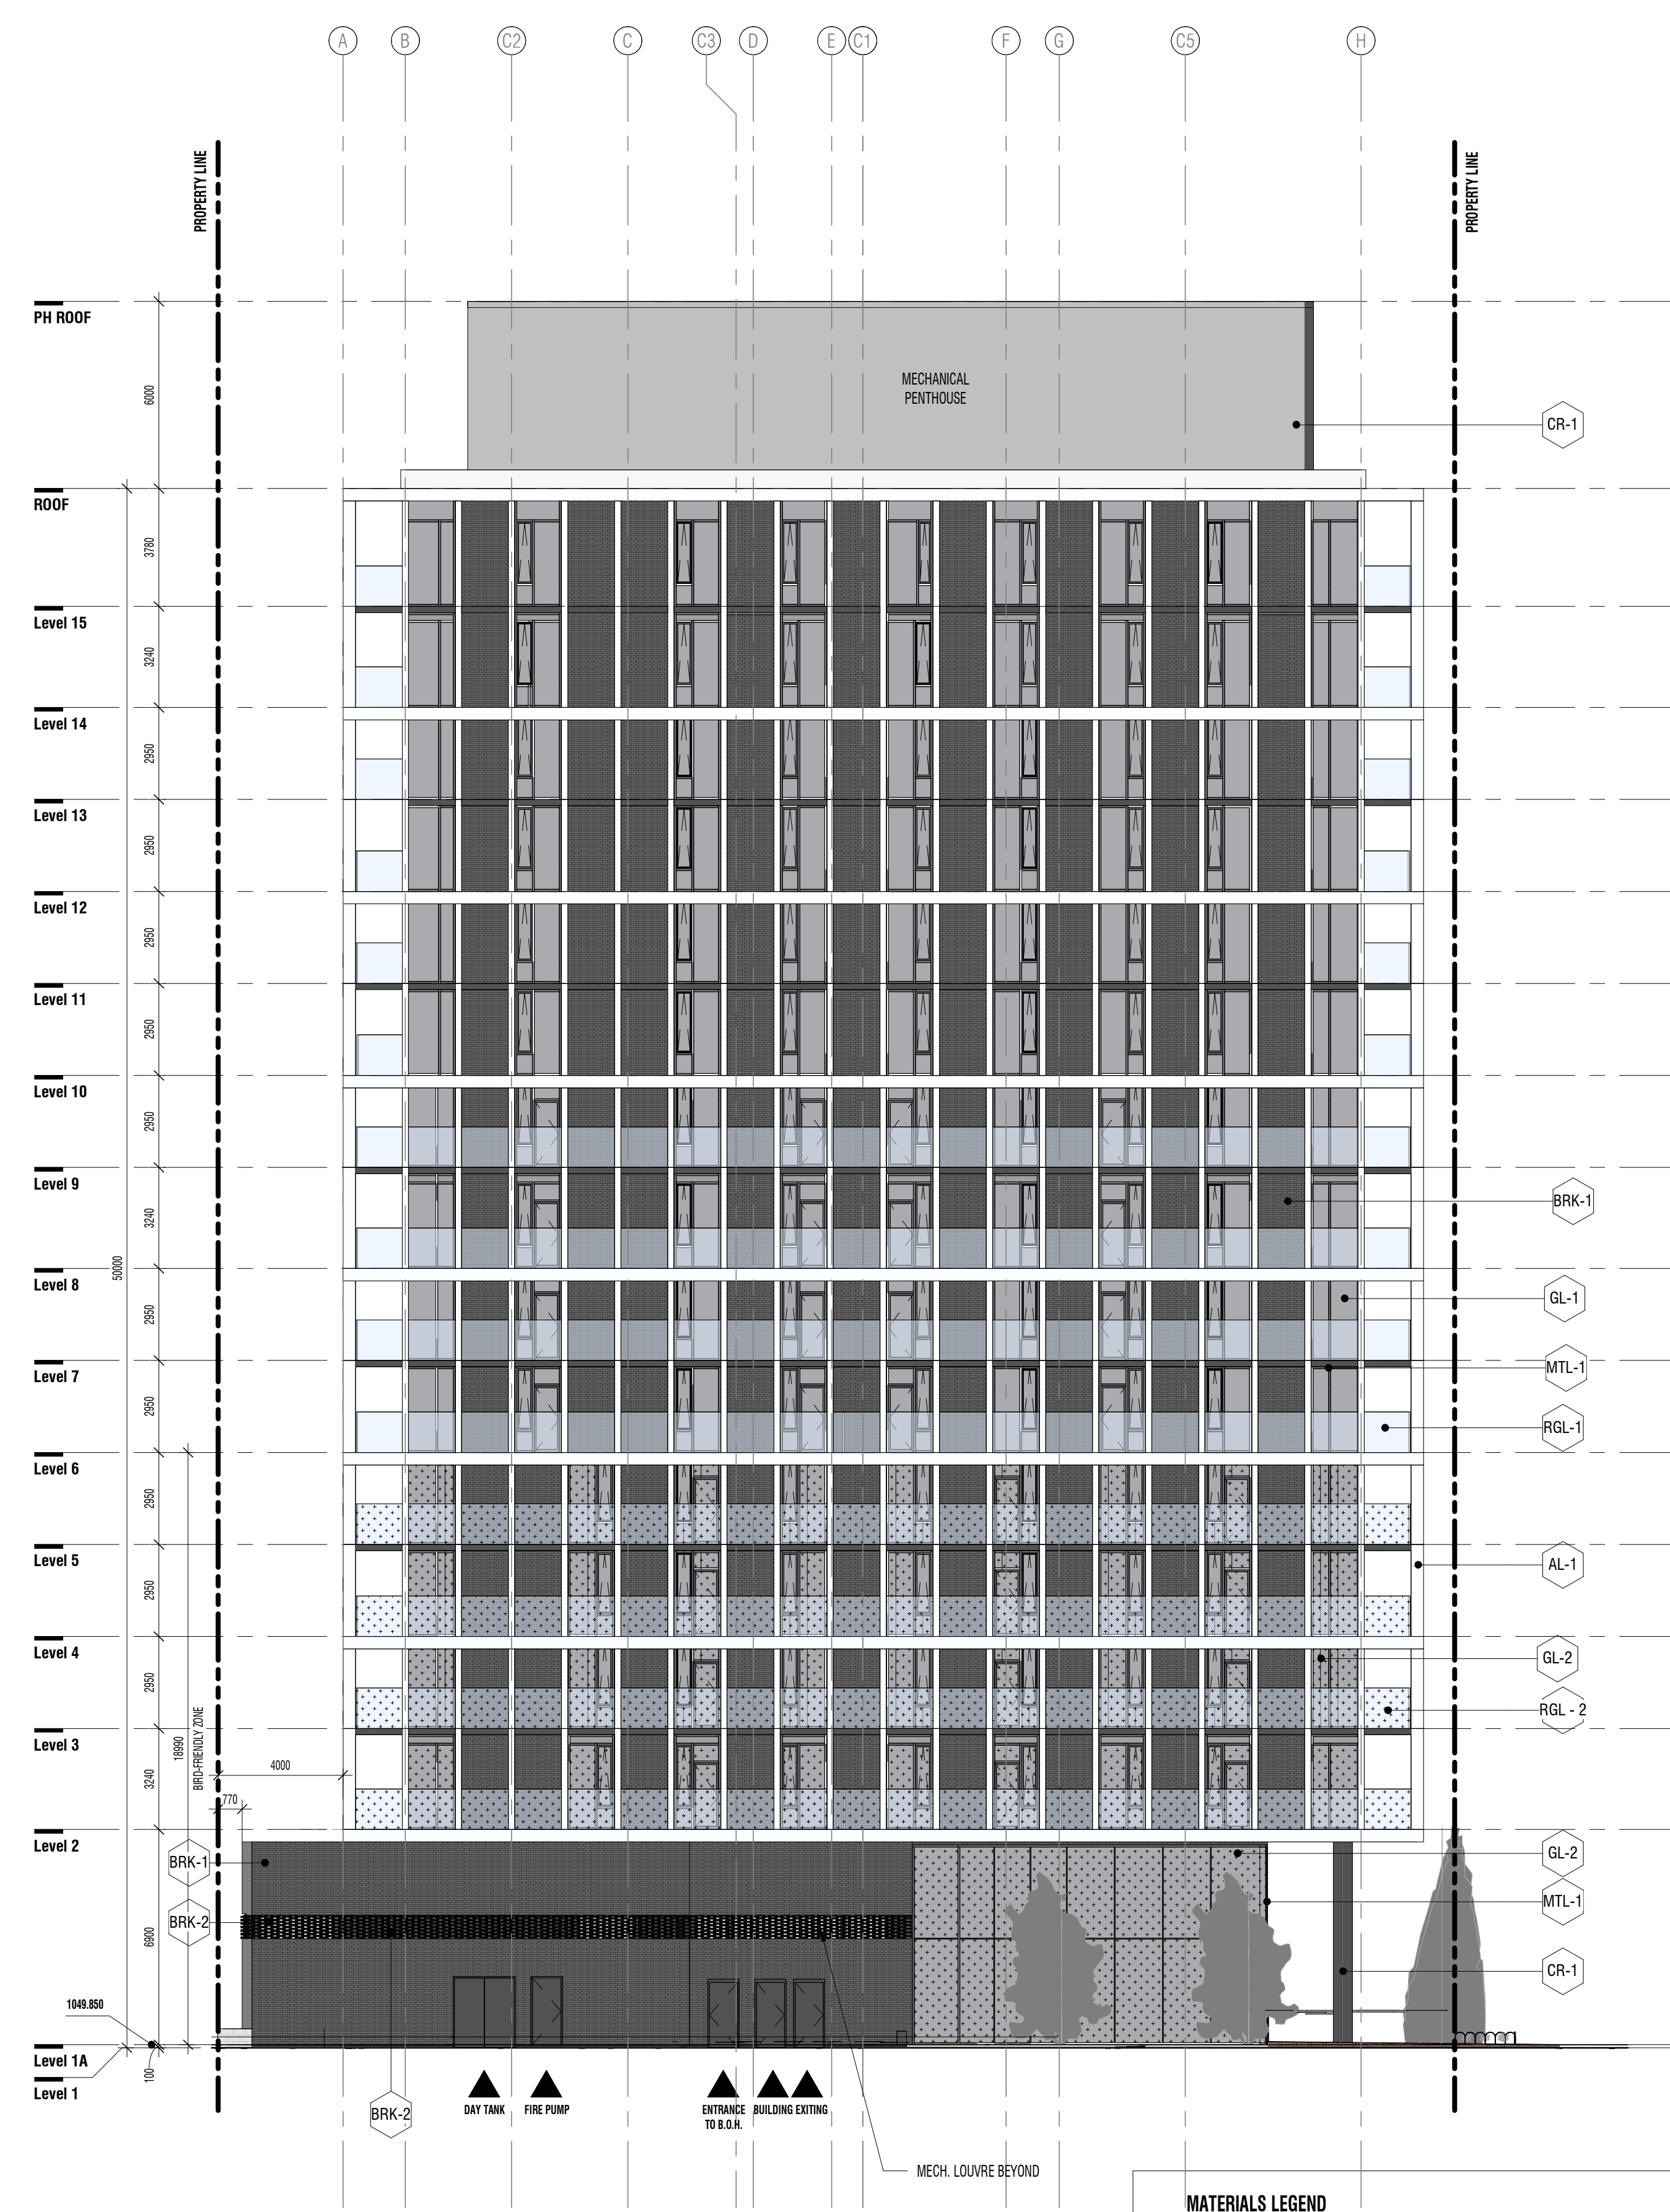 A B C2 C C3 D E C1 F G C5 H
PROPERTY LINE
PROPERTY LINE
PH ROOF
6000
MECHANICAL
PENTHOUSE
CR-1
ROOF
3780
Level 15
3240
Level 14
2950
Level 13
2950
Level 12
2950
Level 11
2950
Level 10
2950
Level 9
3240
BRK-1
50000
Level 8
2950
GL-1
Level 7
MTL-1
2950
RGL-1
Level 6
2950
Level 5
2950
AL-1
Level 4
2950
GL-2
RGL - 2
Level 3
18990
BIRD-FRIENDLY ZONE
4000
3240
770
Level 2
BRK-1
GL-2
MTL-1
BRK-2
6900
CR-1
1049.850
Level 1A
100
Level 1
BRK-2
DAY TANK
FIRE PUMP
ENTRANCE
TO B.O.H.
BUILDING EXITING
MECH. LOUVRE BEYOND
MATERIALS LEGEND